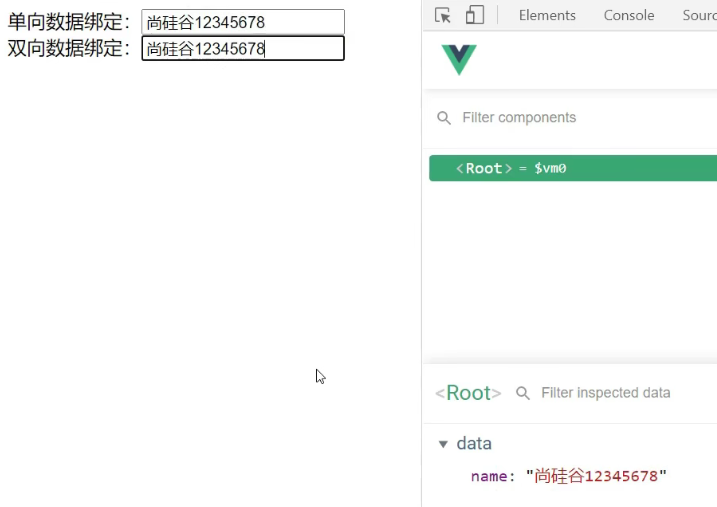 单向数据绑定：尚硅谷12345678
双向数据绑定：尚硅谷12345678
Elements Console Sourc
Filter components
<Root> = $vm0
<Root> Filter inspected data
data
name: "尚硅谷12345678"